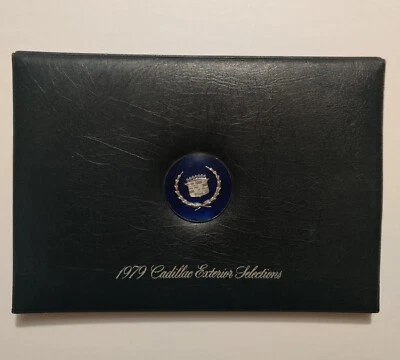 1979 Cadillac Exterior Selections